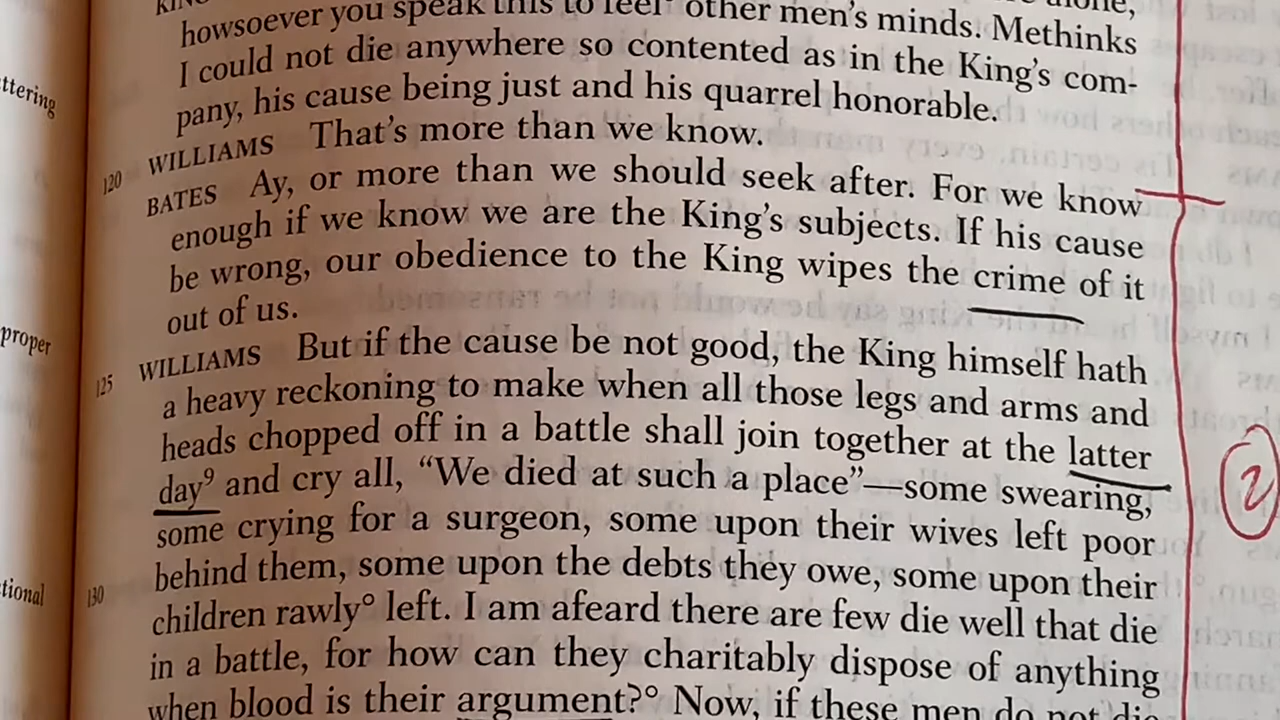 howsoever you speak this to feel other men's minds. Methinks
I could not die anywhere so contented as in the King's com-
pany, his cause being just and his quarrel honorable.
120 WILLIAMS That's more than we know.
BATES Ay, or more than we should seek after. For we know
enough if we know we are the King's subjects. If his cause
be wrong, our obedience to the King wipes the crime of it
out of us.
125 WILLIAMS But if the cause be not good, the King himself hath
a heavy reckoning to make when all those legs and arms and
heads chopped off in a battle shall join together at the latter
day⁹ and cry all, “We died at such a place”—some swearing,
some crying for a surgeon, some upon their wives left poor
behind them, some upon the debts they owe, some upon their
130 children rawly° left. I am afeard there are few die well that die
in a battle, for how can they charitably dispose of anything
when blood is their argument?° Now, if these men do not die
ttering
proper
tional
2